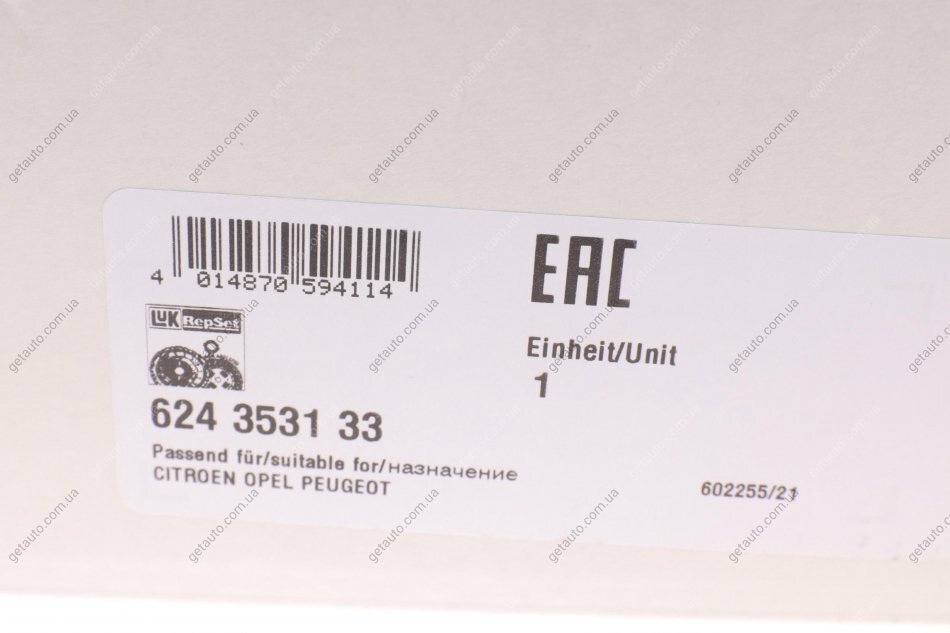 4 014870 594114
EAC
LUK RepSet
Einheit/Unit
1
624 3531 33
Passend für/suitable for/назначение
CITROEN OPEL PEUGEOT
602255/21
getauto.com.ua